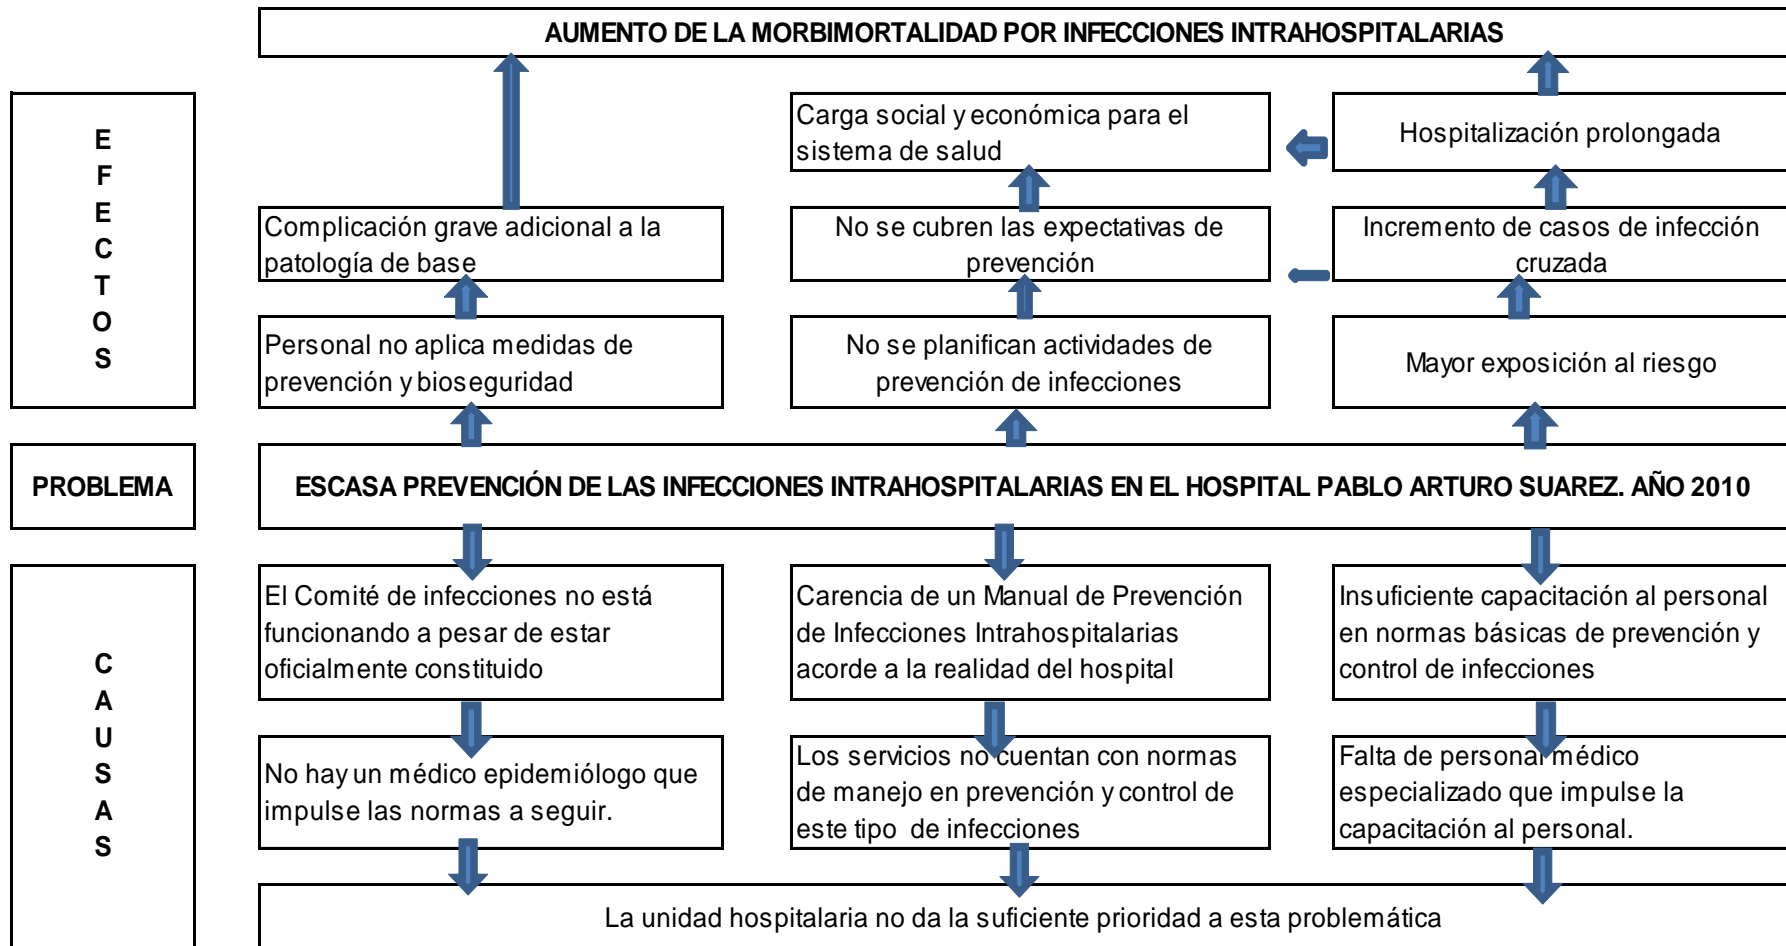 AUMENTO DE LA MORBIMORTALIDAD POR INFECCIONES INTRAHOSPITALARIAS
E
F
E
C
T
O
S
Carga social y económica para el
sistema de salud
Hospitalización prolongada
Complicación grave adicional a la
patología de base
No se cubren las expectativas de
prevención
Incremento de casos de infección
cruzada
Personal no aplica medidas de
prevención y bioseguridad
No se planifican actividades de
prevención de infecciones
Mayor exposición al riesgo
PROBLEMA
ESCASA PREVENCIÓN DE LAS INFECCIONES INTRAHOSPITALARIAS EN EL HOSPITAL PABLO ARTURO SUAREZ. AÑO 2010
C
A
U
S
A
S
El Comité de infecciones no está
funcionando a pesar de estar
oficialmente constituido
Carencia de un Manual de Prevención
de Infecciones Intrahospitalarias
acorde a la realidad del hospital
Insuficiente capacitación al personal
en normas básicas de prevención y
control de infecciones
No hay un médico epidemiólogo que
impulse las normas a seguir.
Los servicios no cuentan con normas
de manejo en prevención y control de
este tipo de infecciones
Falta de personal médico
especializado que impulse la
capacitación al personal.
La unidad hospitalaria no da la suficiente prioridad a esta problemática